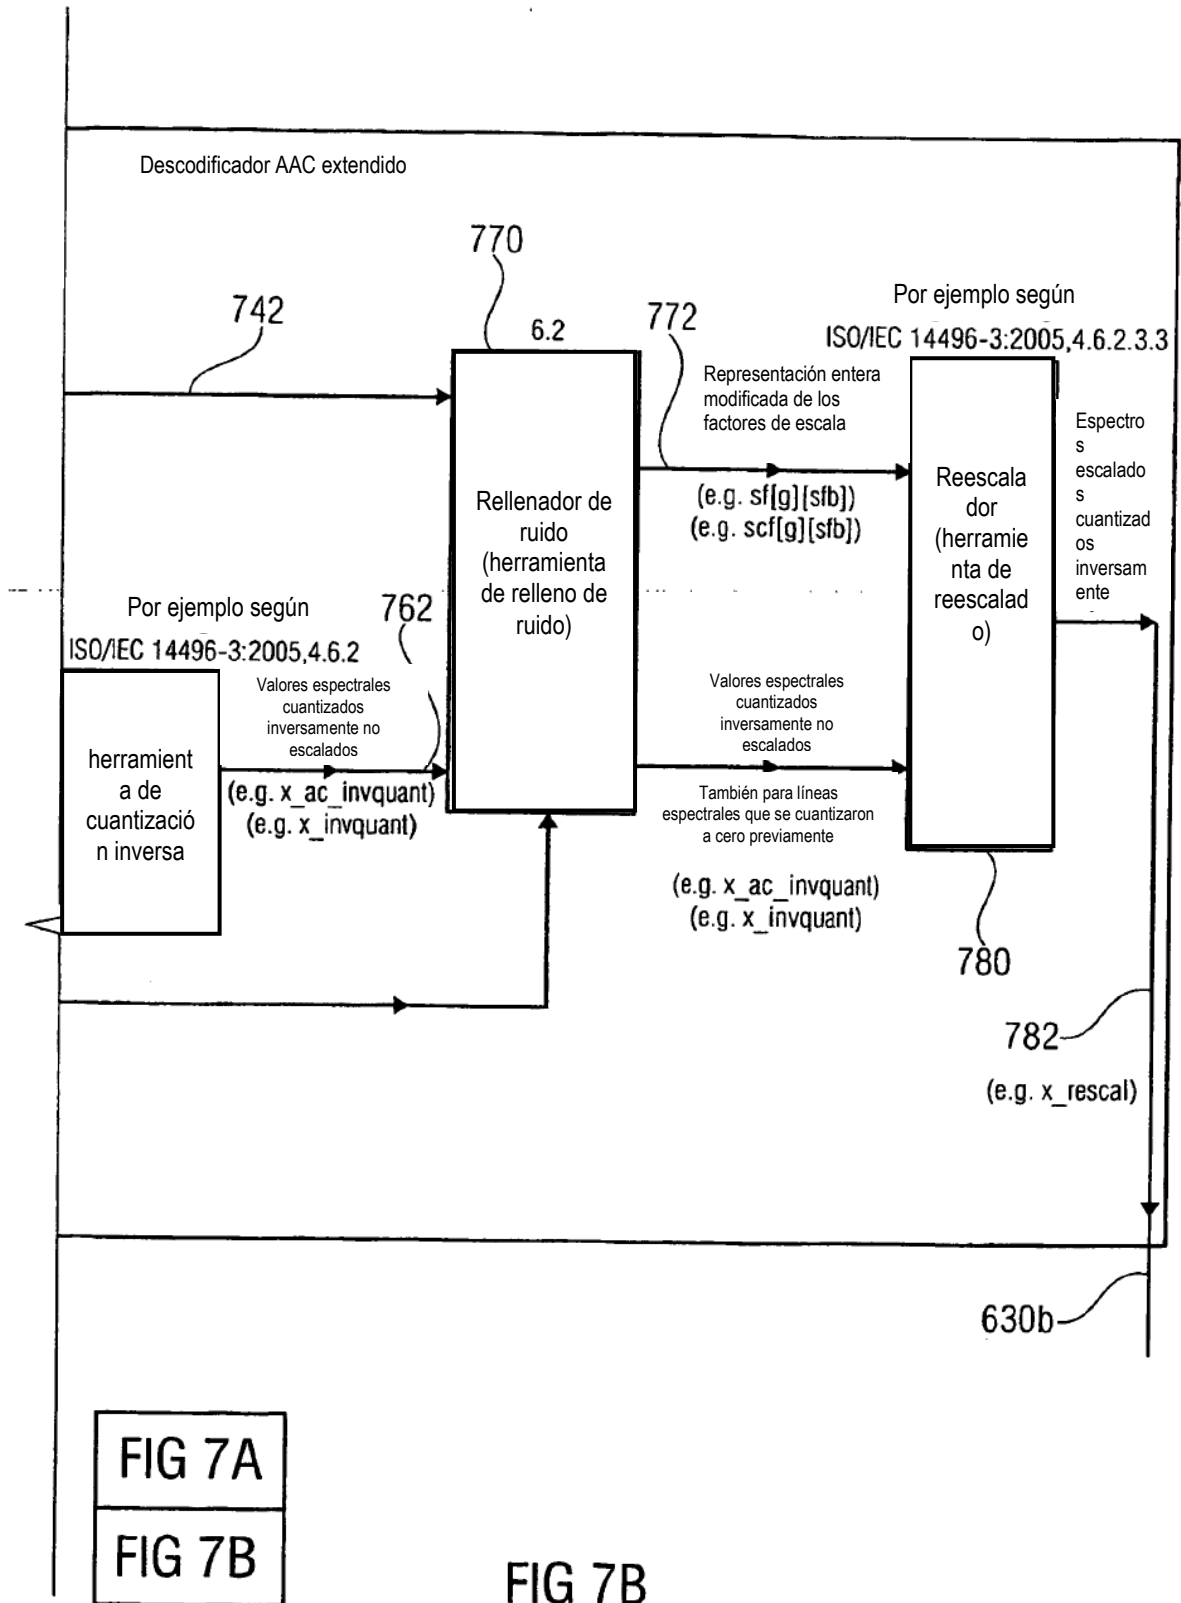 Descodificador AAC extendido
770
742
6.2
772
Por ejemplo según
ISO/IEC 14496-3:2005,4.6.2.3.3
Representación entera
modificada de los
factores de escala
(e.g. sf[g][sfb])
(e.g. scf[g][sfb])
Espectro
s
escalado
s
cuantizad
os
inversam
ente
Rellenador de
ruido
(herramienta
de relleno de
ruido)
Reescala
dor
(herramie
nta de
reescalad
o)
Por ejemplo según
ISO/IEC 14496-3:2005,4.6.2
762
Valores espectrales
cuantizados
inversamente no
escalados
(e.g. x_ac_invquant)
(e.g. x_invquant)
herramient
a de
cuantizació
n inversa
Valores espectrales
cuantizados
inversamente no
escalados
También para líneas
espectrales que se cuantizaron
a cero previamente
(e.g. x_ac_invquant)
(e.g. x_invquant)
780
782
(e.g. x_rescal)
630b
FIG 7A
FIG 7B
FIG 7B